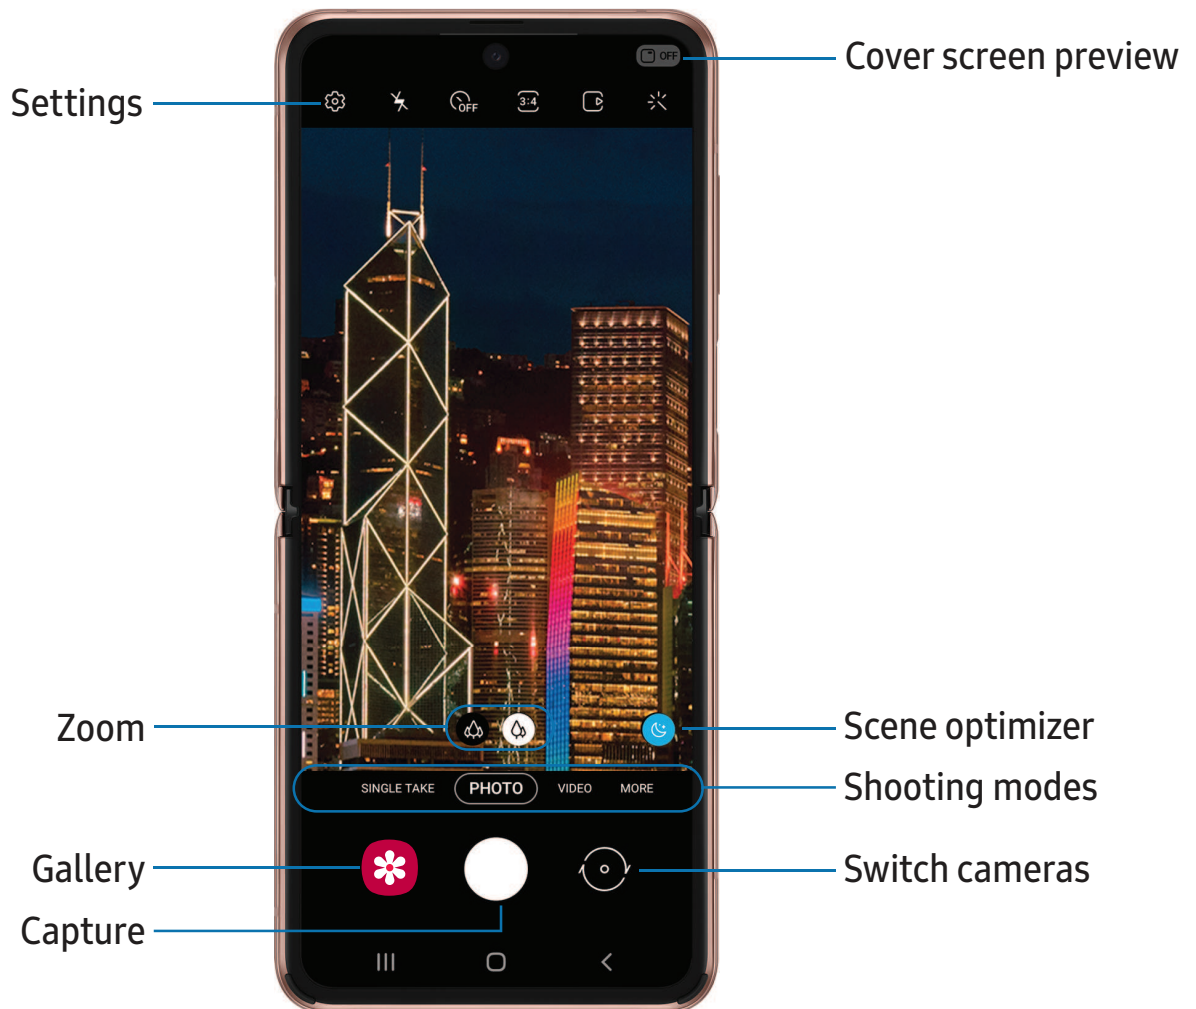 OFF
Cover screen preview
Settings
OFF
3:4
Zoom
Scene optimizer
SINGLE TAKE
PHOTO
VIDEO
MORE
Shooting modes
Gallery
Switch cameras
Capture